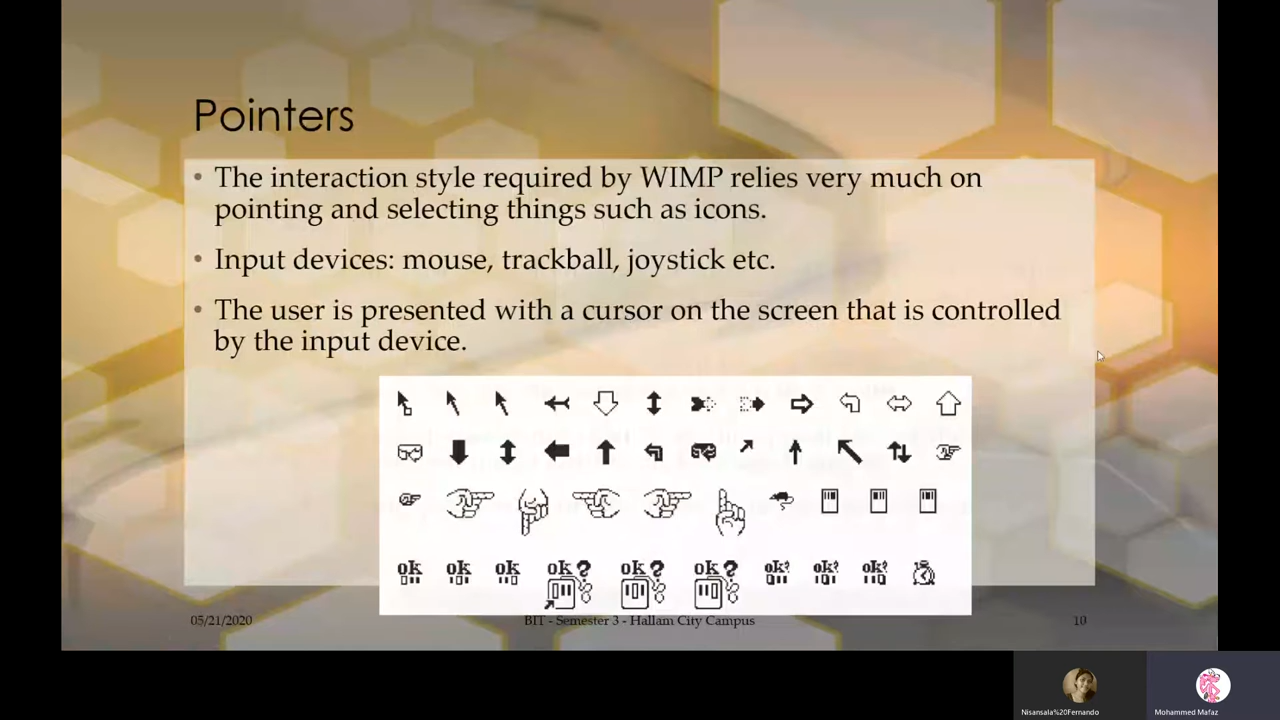 Pointers
• The interaction style required by WIMP relies very much on
pointing and selecting things such as icons.
• Input devices: mouse, trackball, joystick etc.
• The user is presented with a cursor on the screen that is controlled
by the input device.
ok ok ok ok? ok? ok? ok? ok? ok?
05/21/2020 BIT - Semester 3 - Hallam City Campus 10
Nisansala%20Fernando Mohammed Mafaz